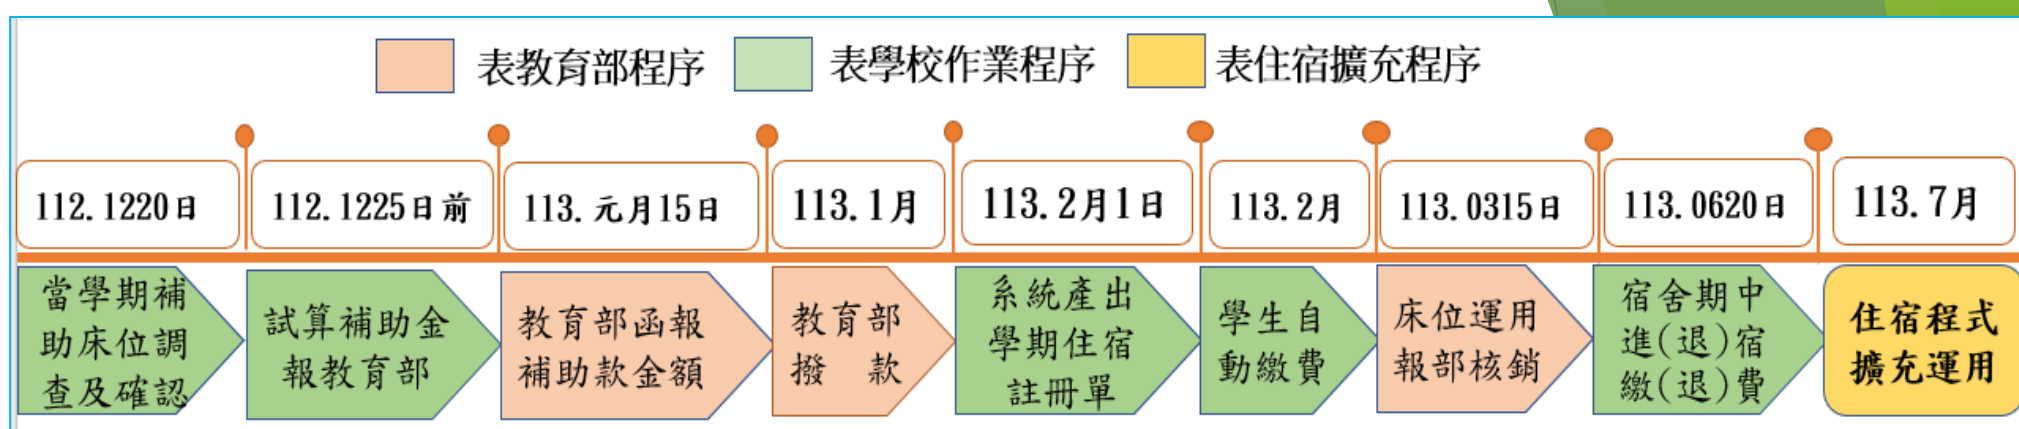 表教育部程序
表學校作業程序
表住宿擴充程序
112.1220日
112.1225日前
113.元月15日
113.1月
113.2月1日
113.2月
113.0315日
113.0620日
113.7月
當學期補
助床位調
查及確認
試算補助金
報教育部
教育部函報
補助款金額
教育部
撥 款
系統產出
學期住宿
註冊單
學生自
動繳費
床位運用
報部核銷
宿舍期中
進(退)宿
繳(退)費
住宿程式
擴充運用